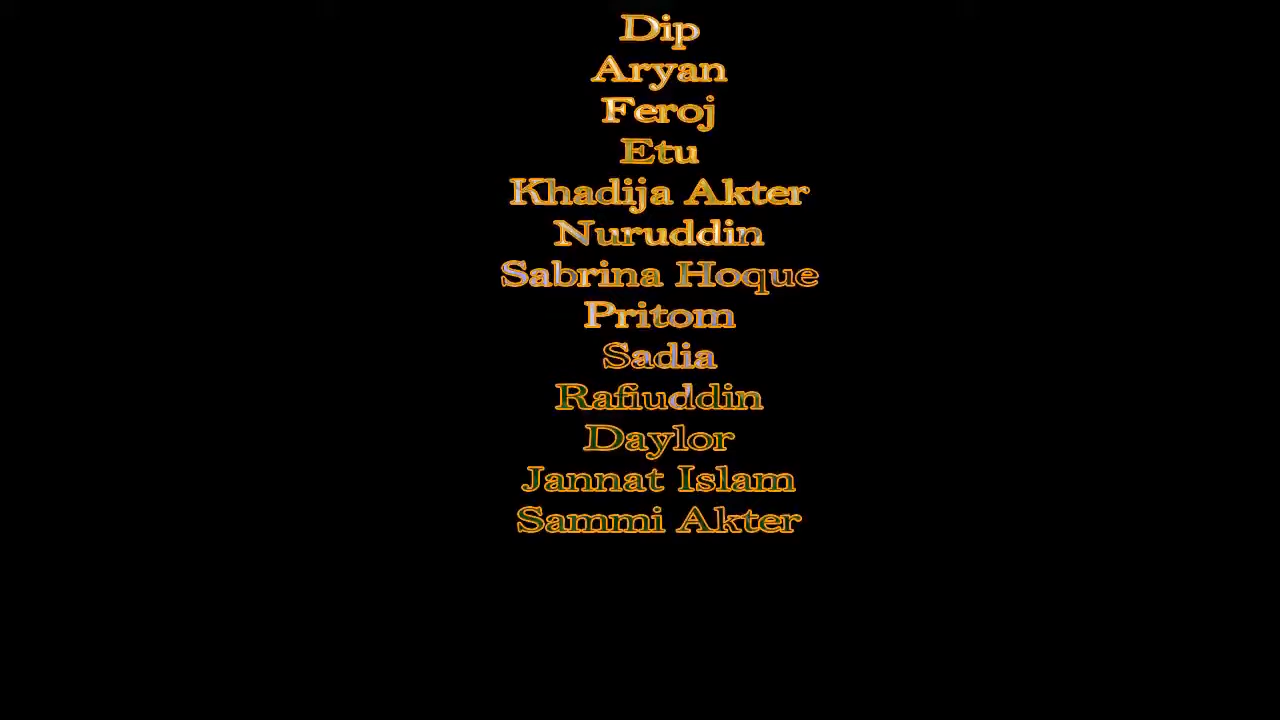 Dip
Aryan
Feroj
Etu
Khadija Akter
Nuruddin
Sabrina Hoque
Pritom
Sadia
Rafiuddin
Daylor
Jannat Islam
Sammi Akter